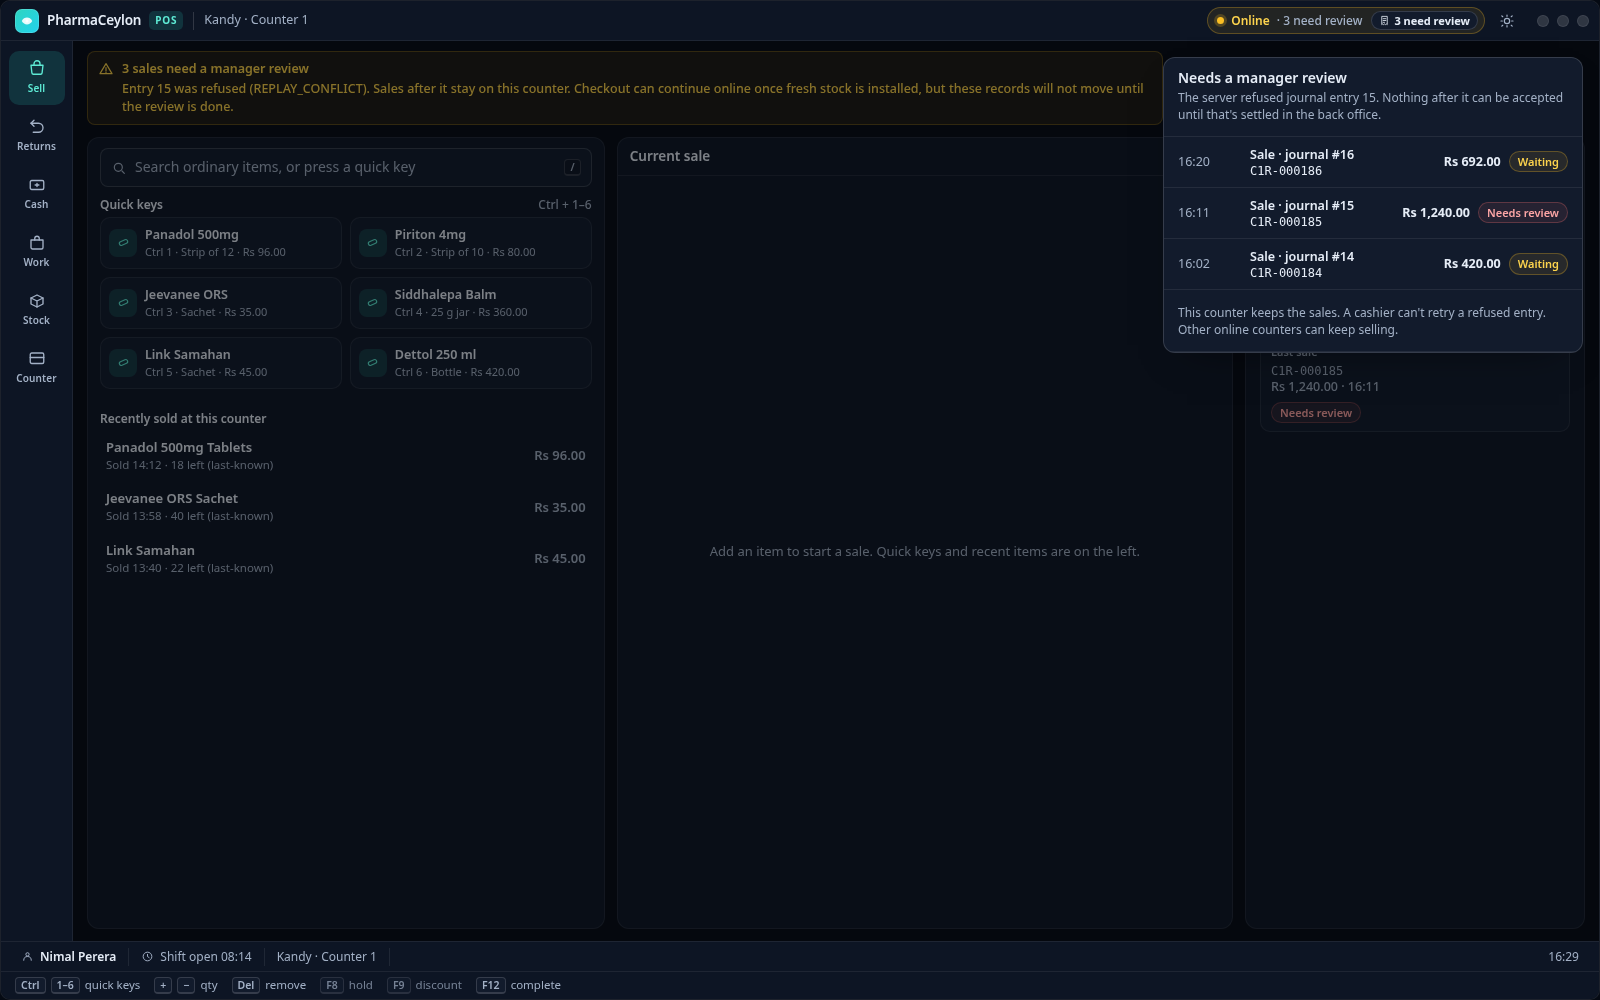 PharmaCeylon POS Kandy · Counter 1
Online · 3 need review 3 need review
Sell
Returns
Cash
Work
Stock
Counter
3 sales need a manager review
Entry 15 was refused (REPLAY_CONFLICT). Sales after it stay on this counter. Checkout can continue online once fresh stock is installed, but these records will not move until
the review is done.
Search ordinary items, or press a quick key /
Quick keys Ctrl + 1–6
Panadol 500mg
Ctrl 1 · Strip of 12 · Rs 96.00
Piriton 4mg
Ctrl 2 · Strip of 10 · Rs 80.00
Jeevanee ORS
Ctrl 3 · Sachet · Rs 35.00
Siddhalepa Balm
Ctrl 4 · 25 g jar · Rs 360.00
Link Samahan
Ctrl 5 · Sachet · Rs 45.00
Dettol 250 ml
Ctrl 6 · Bottle · Rs 420.00
Recently sold at this counter
Panadol 500mg Tablets
Sold 14:12 · 18 left (last-known)
Rs 96.00
Jeevanee ORS Sachet
Sold 13:58 · 40 left (last-known)
Rs 35.00
Link Samahan
Sold 13:40 · 22 left (last-known)
Rs 45.00
Current sale
Add an item to start a sale. Quick keys and recent items are on the left.
Needs a manager review
The server refused journal entry 15. Nothing after it can be accepted
until that's settled in the back office.
16:20 Sale · journal #16 Rs 692.00 Waiting
C1R-000186
16:11 Sale · journal #15 Rs 1,240.00 Needs review
C1R-000185
16:02 Sale · journal #14 Rs 420.00 Waiting
C1R-000184
This counter keeps the sales. A cashier can't retry a refused entry.
Other online counters can keep selling.
Last sale
C1R-000185
Rs 1,240.00 · 16:11
Needs review
Nimal Perera Shift open 08:14 Kandy · Counter 1 16:29
Ctrl 1–6 quick keys + − qty Del remove F8 hold F9 discount F12 complete